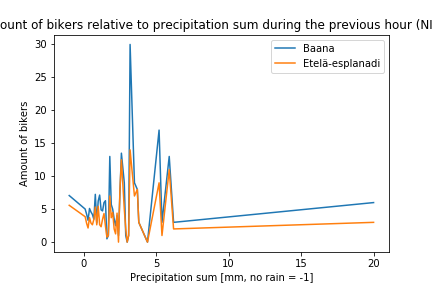 ount of bikers relative to precipitation sum during the previous hour (NI
Baana
Etelä-esplanadi
Amount of bikers
30
25
20
15
10
5
0
0 5 10 15 20
Precipitation sum [mm, no rain = -1]